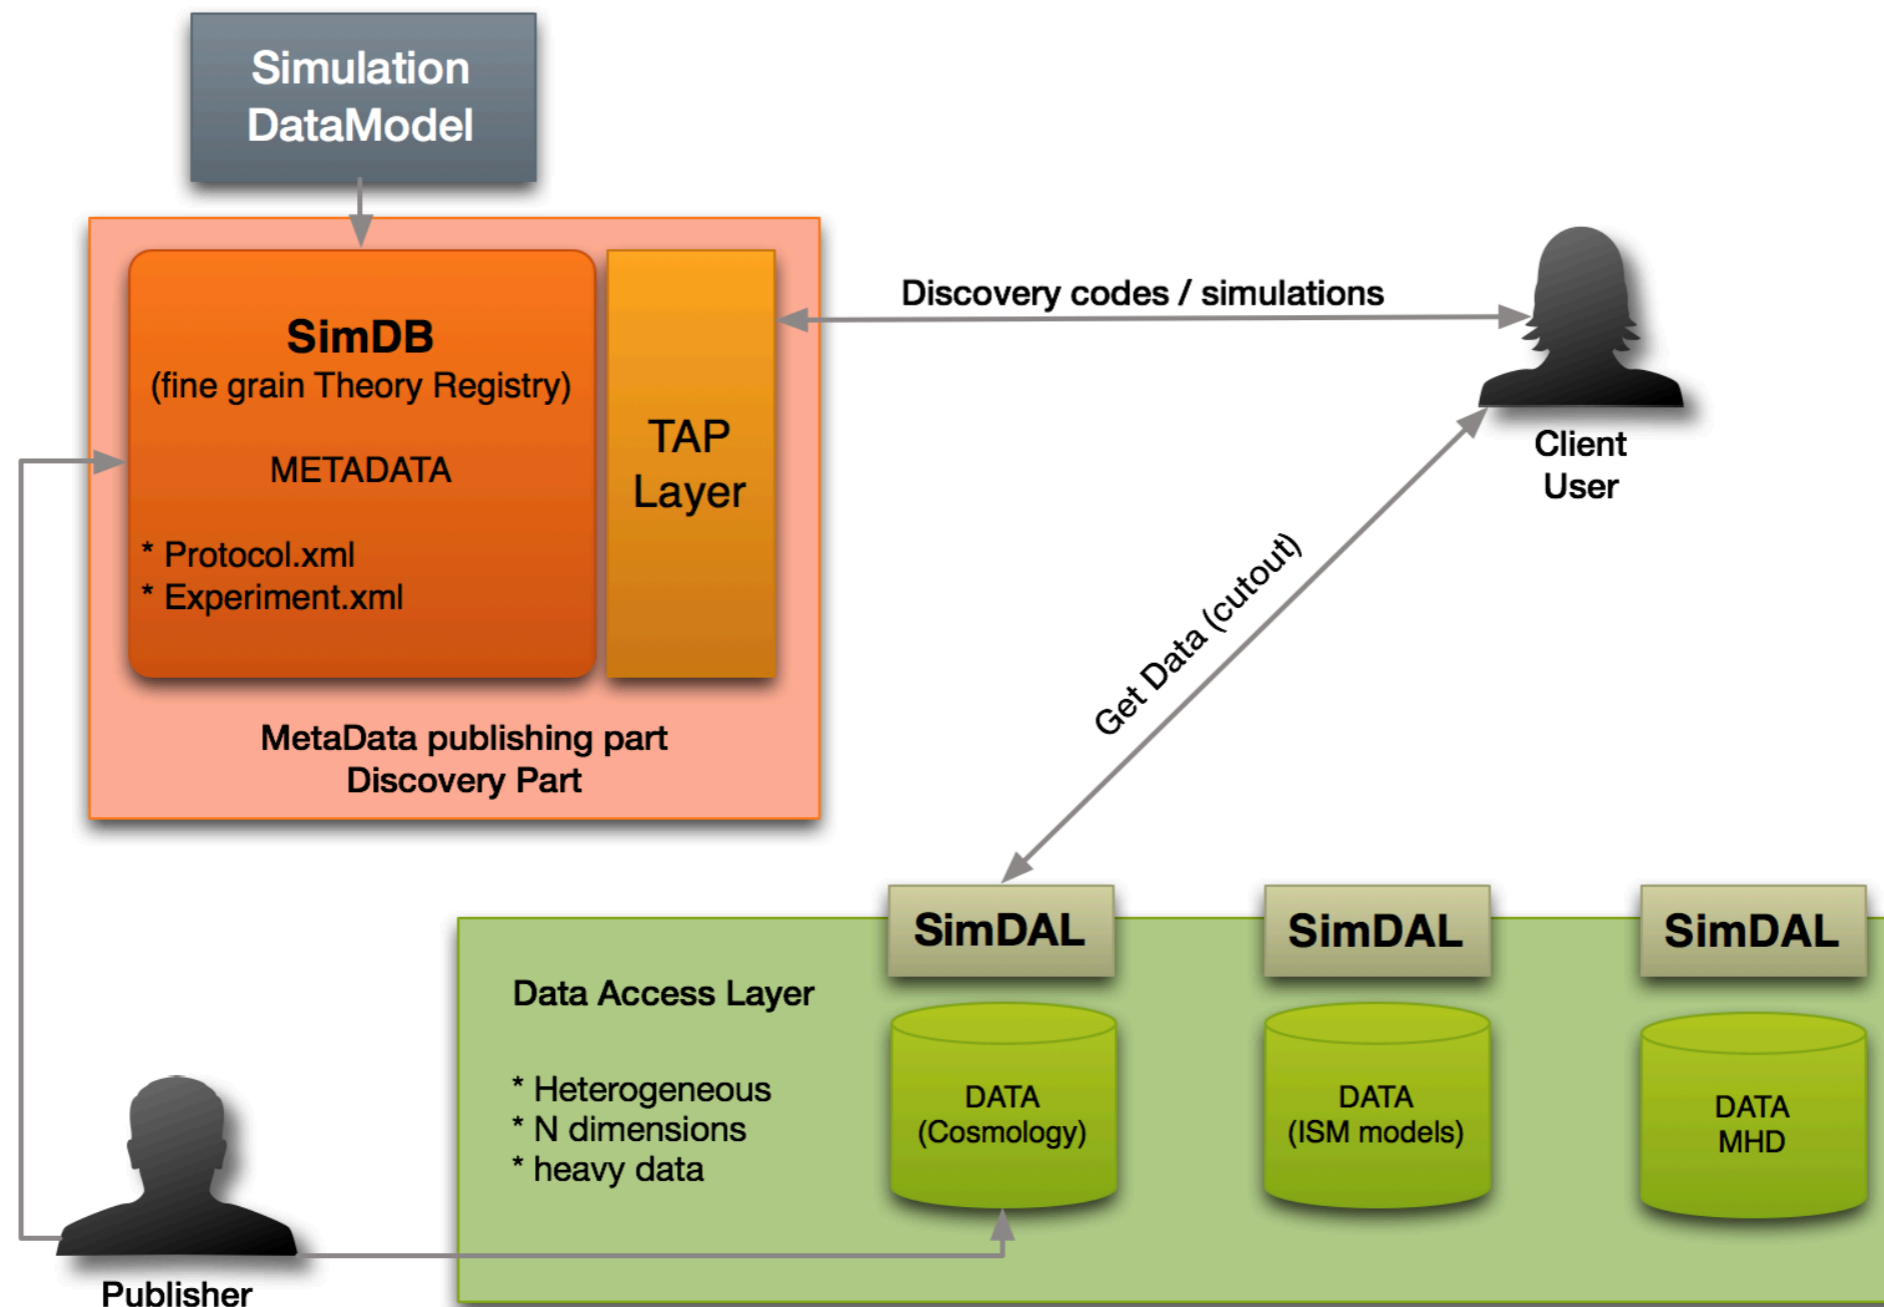 Simulation
DataModel
SimDB
(fine grain Theory Registry)
METADATA
* Protocol.xml
* Experiment.xml
TAP
Layer
MetaData publishing part
Discovery Part
Discovery codes / simulations
Client
User
Get Data (cutout)
SimDAL
SimDAL
SimDAL
Data Access Layer
* Heterogeneous
* N dimensions
* heavy data
DATA
(Cosmology)
DATA
(ISM models)
DATA
MHD
Publisher